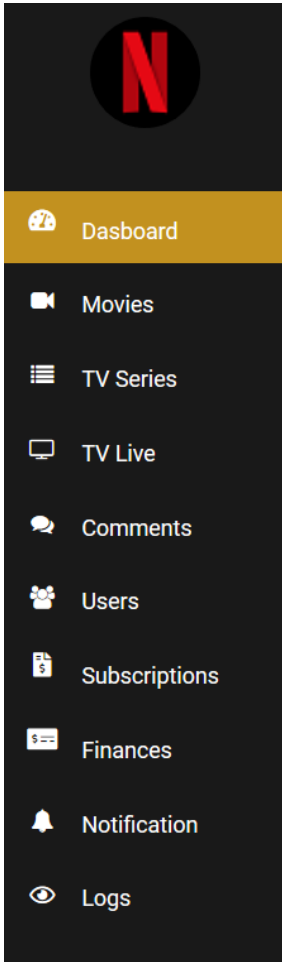 N
Dasboard
Movies
TV Series
TV Live
Comments
Users
Subscriptions
Finances
Notification
Logs